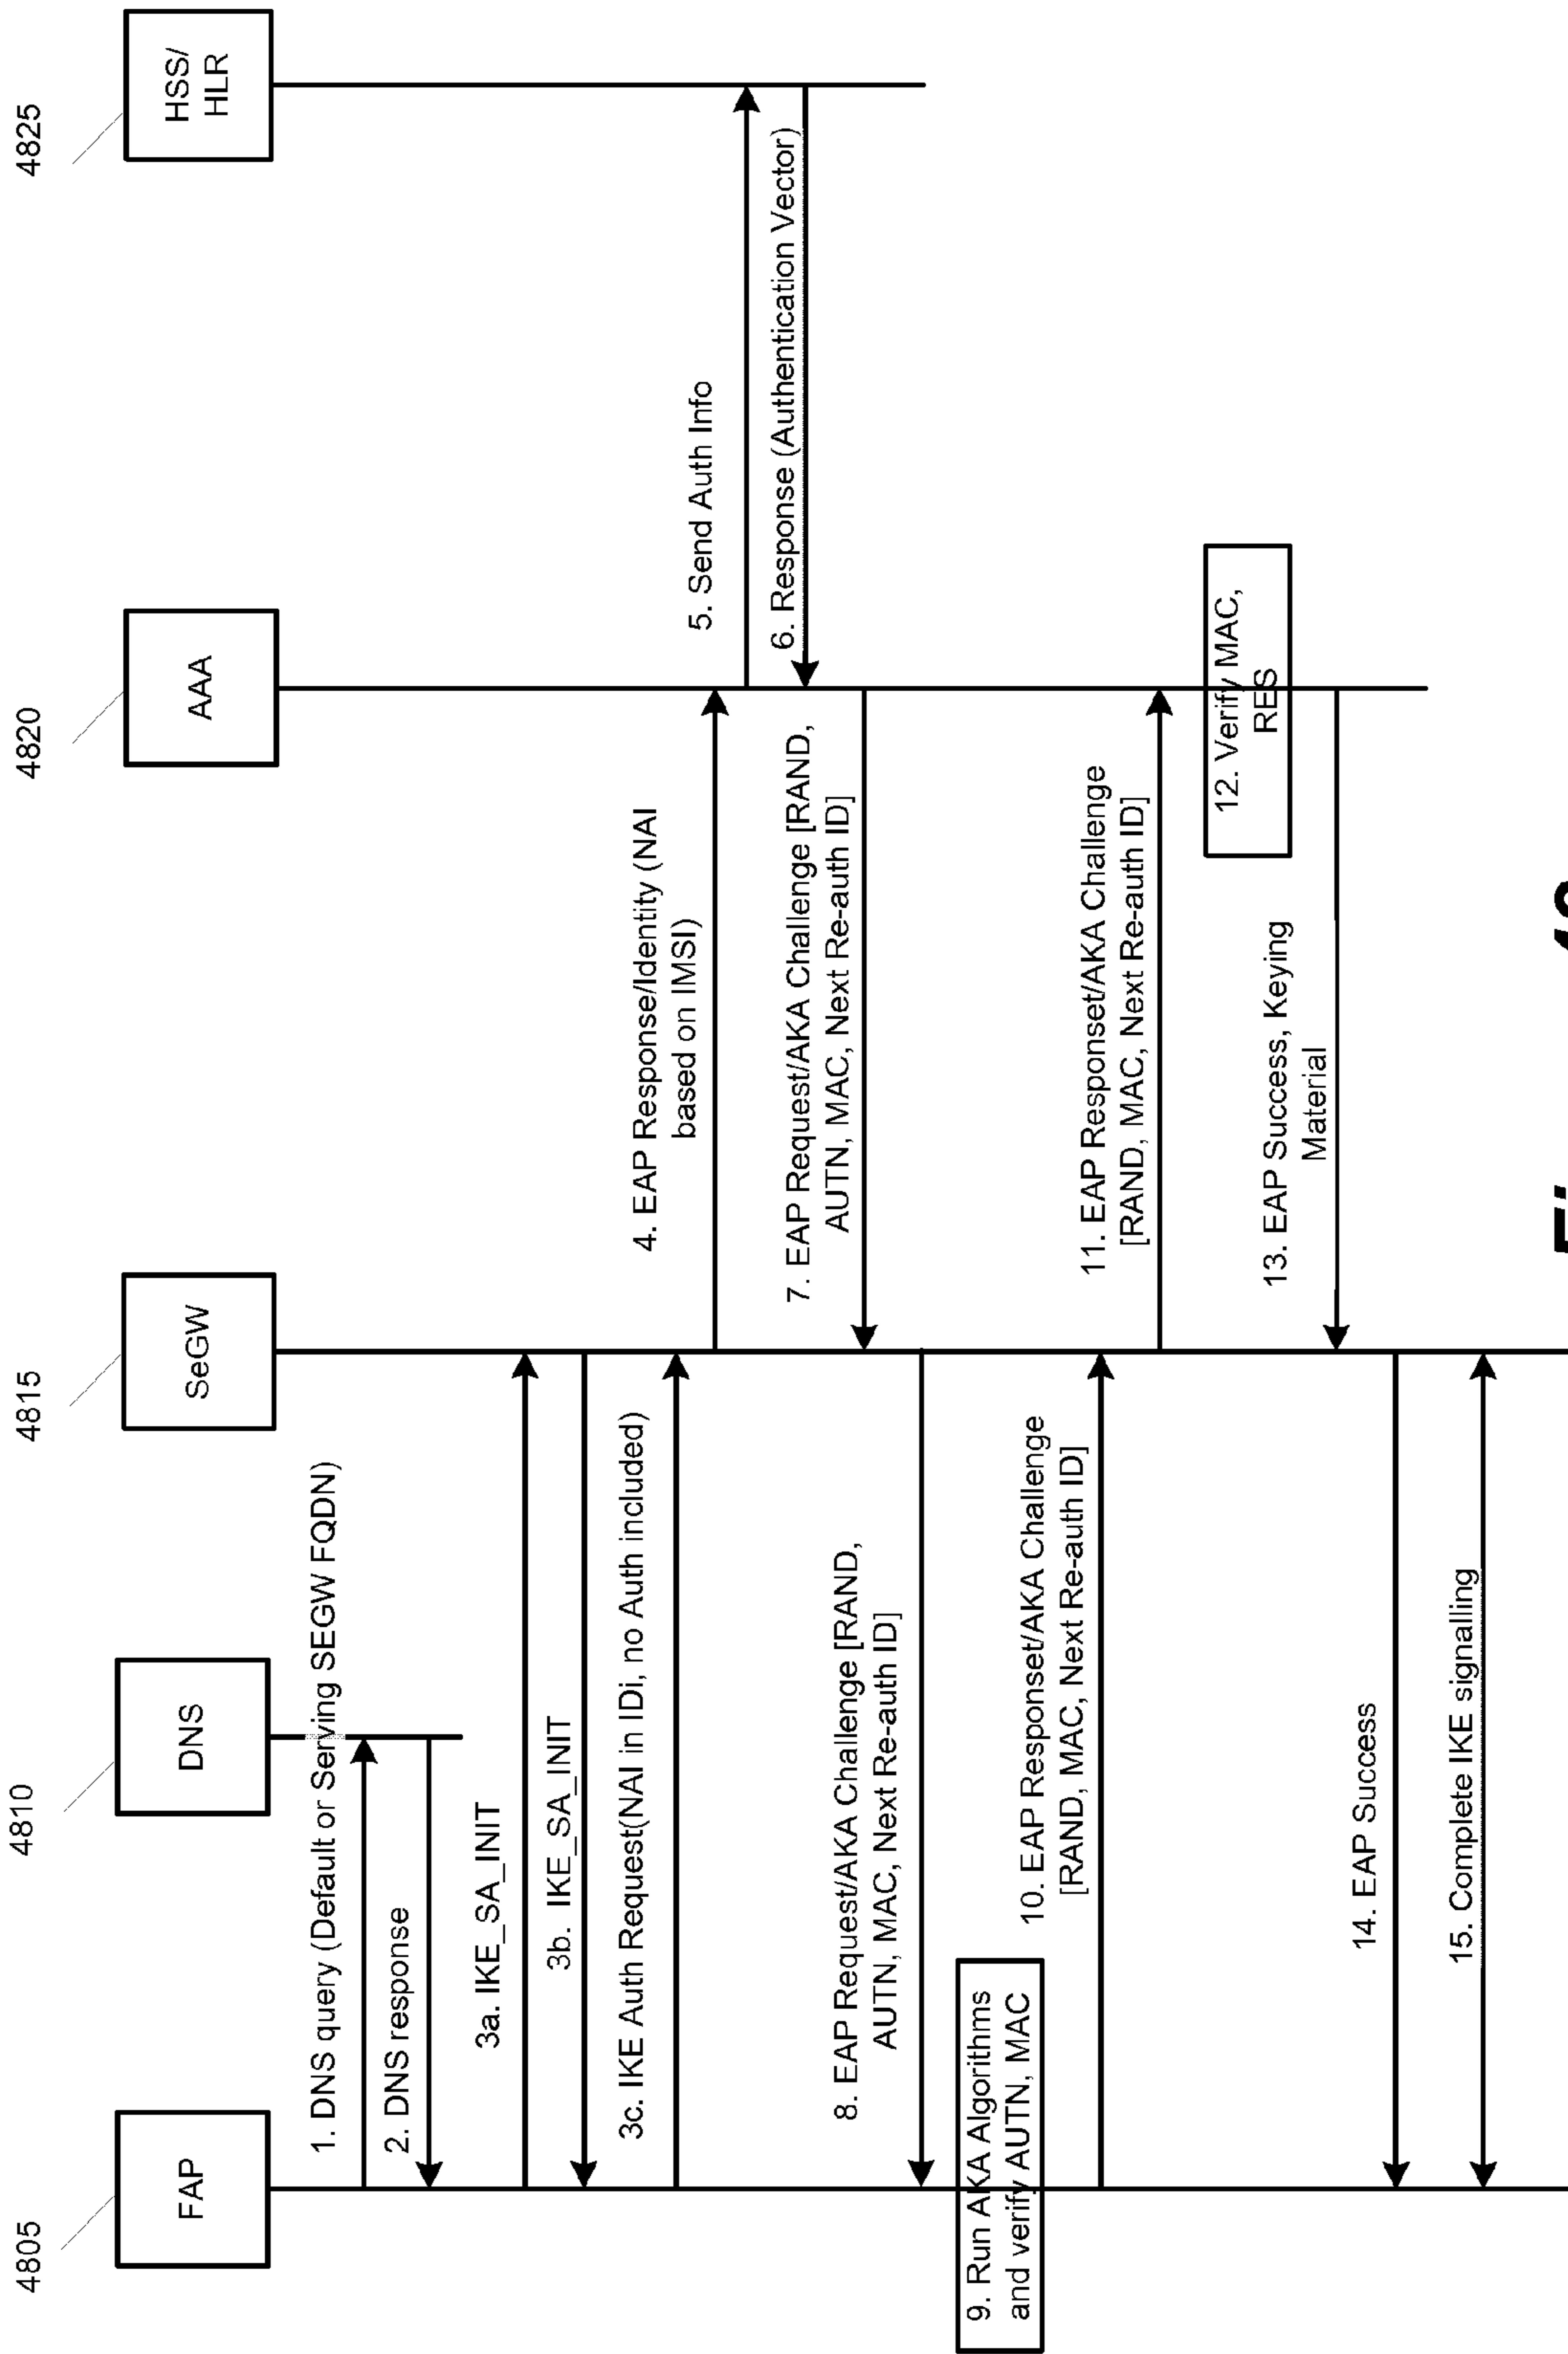 4805
4810
4815
4820
4825
FAP
DNS
SeGW
AAA
HSS/
HLR
1. DNS query (Default or Serving SEGW FQDN)
2. DNS response
3a. IKE_SA_INIT
3b. IKE_SA_INIT
3c. IKE Auth Request(NAI in IDi, no Auth included)
4. EAP Response/Identity (NAI
based on IMSI)
5. Send Auth Info
6. Response (Authentication Vector)
7. EAP Request/AKA Challenge [RAND,
AUTN, MAC, Next Re-auth ID]
8. EAP Request/AKA Challenge [RAND,
AUTN, MAC, Next Re-auth ID]
9. Run AKA Algorithms
and verify AUTN, MAC
10. EAP Response/AKA Challenge
[RAND, MAC, Next Re-auth ID]
11. EAP Responset/AKA Challenge
[RAND, MAC, Next Re-auth ID]
12. Verify MAC,
RES
13. EAP Success, Keying
Material
14. EAP Success
15. Complete IKE signalling